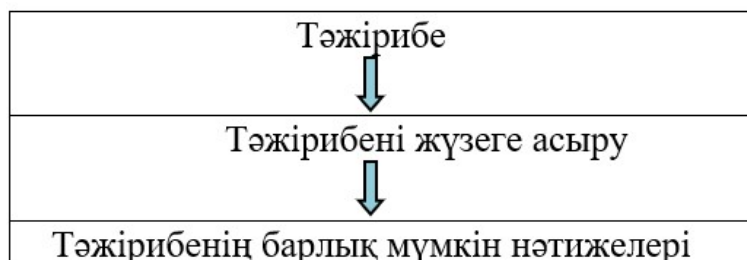 Тәжірибе
Тәжірибені жүзеге асыру
Тәжірибенің барлық мүмкін нәтижелері